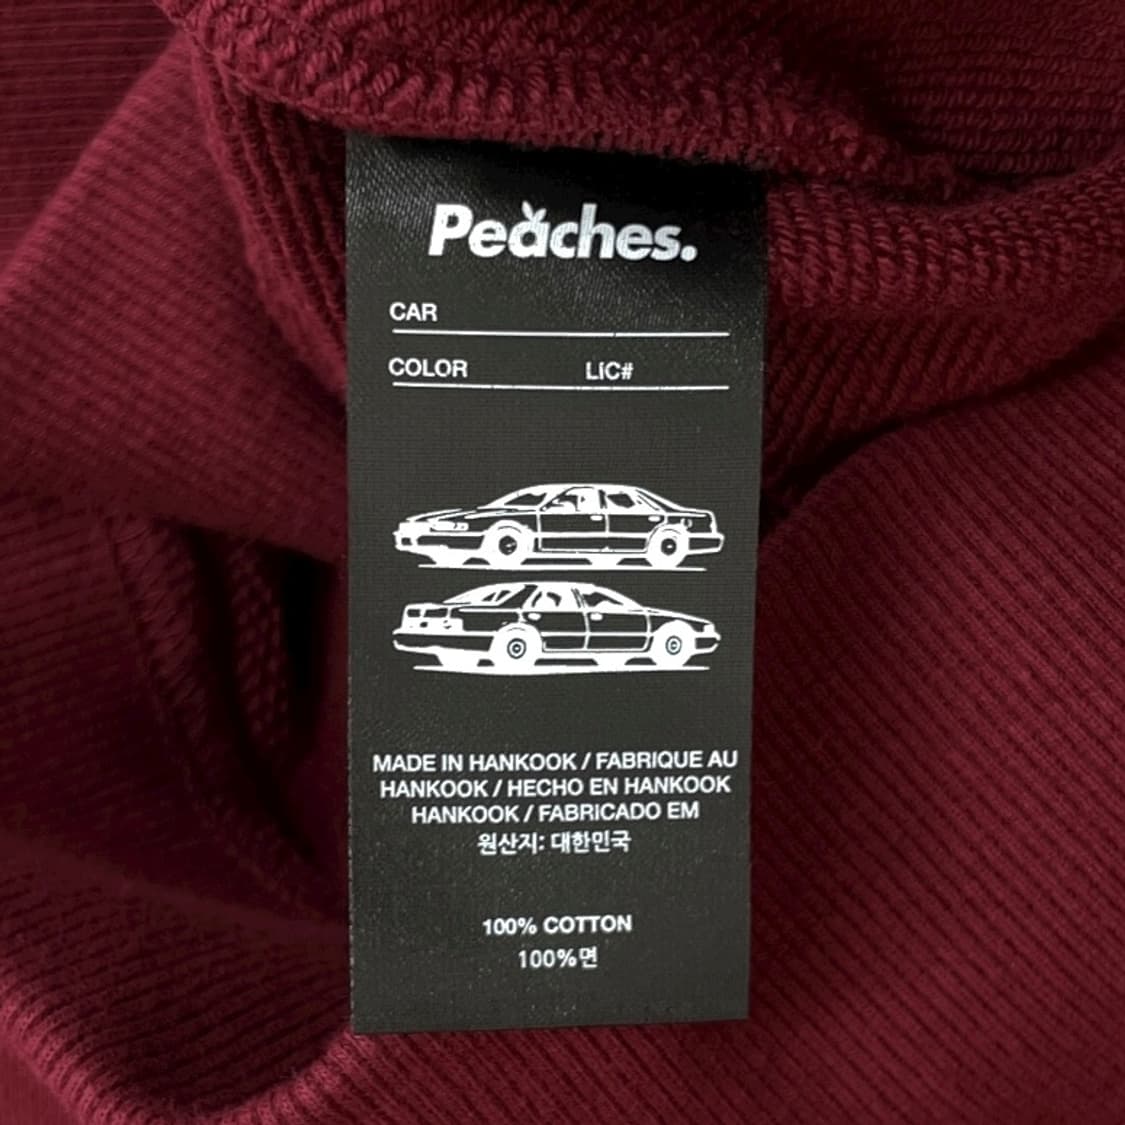 Peaches.
CAR
COLOR LIC#
MADE IN HANKOOK / FABRIQUE AU
HANKOOK / HECHO EN HANKOOK
HANKOOK / FABRICADO EM
원산지: 대한민국
100% COTTON
100%면